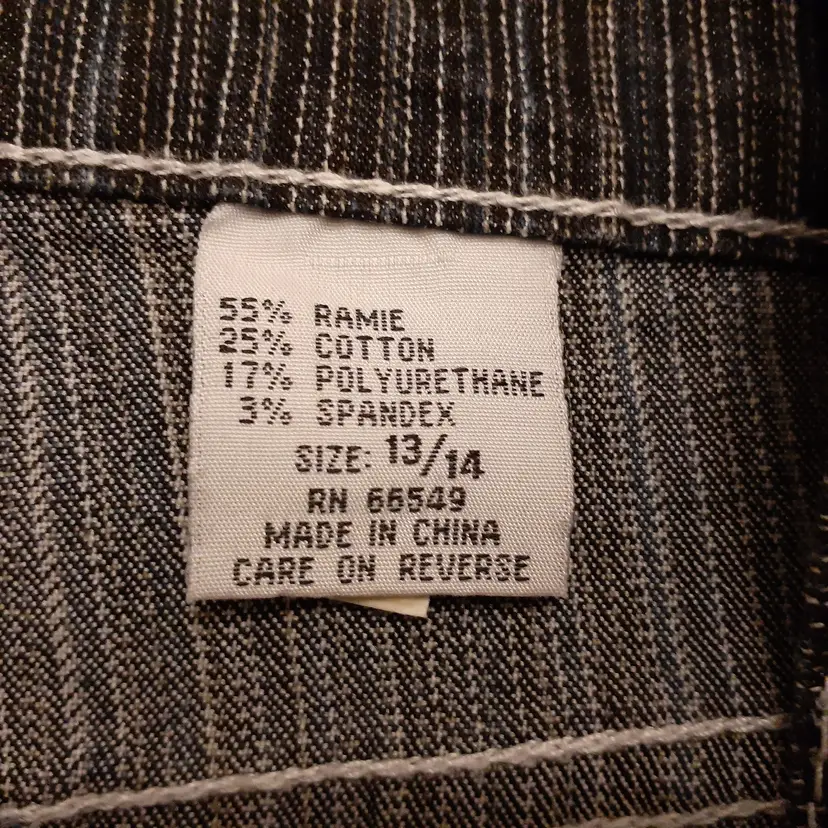 55% RAMIE
25% COTTON
17% POLYURETHANE
3% SPANDEX
SIZE: 13/14
RN 66549
MADE IN CHINA
CARE ON REVERSE